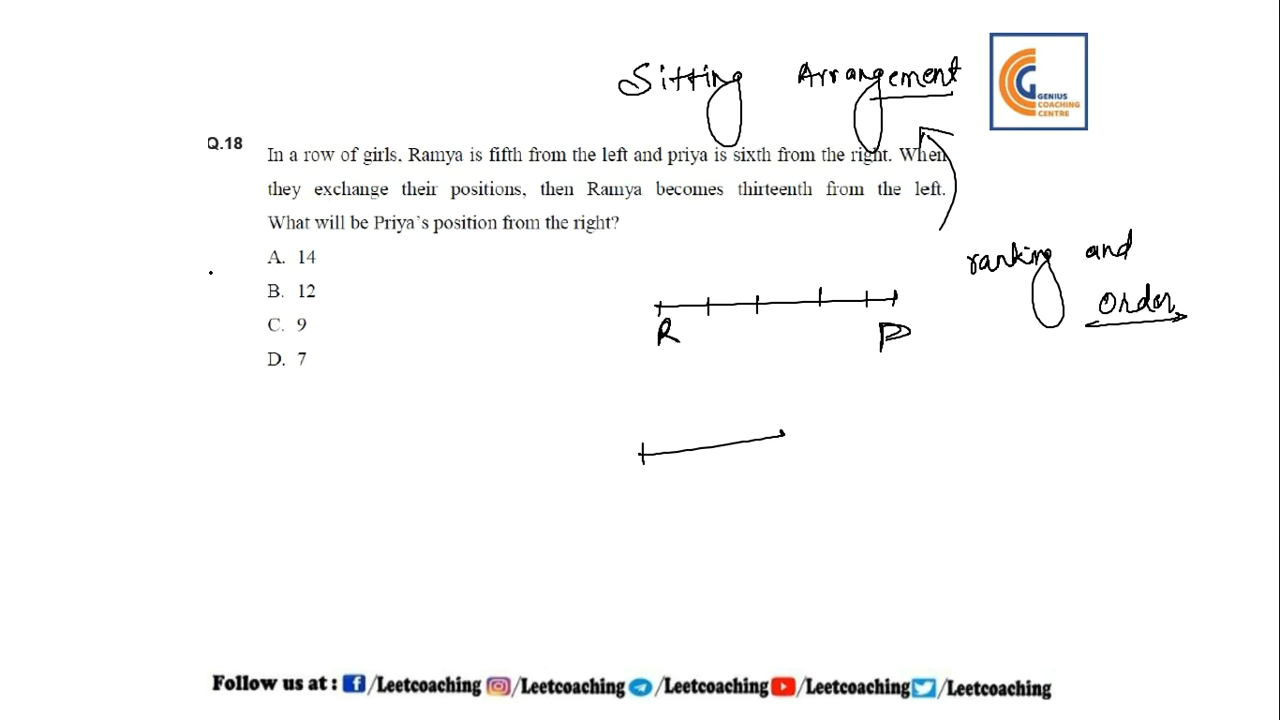 Sitting Arrangement
GENIUS
COACHING
CENTRE
Q.18
In a row of girls. Ramya is fifth from the left and priya is sixth from the right. When
they exchange their positions, then Ramya becomes thirteenth from the left.
What will be Priya's position from the right?
A. 14
B. 12
C. 9
D. 7
ranking and
order
R P
Follow us at : /Leetcoaching /Leetcoaching /Leetcoaching /Leetcoaching /Leetcoaching